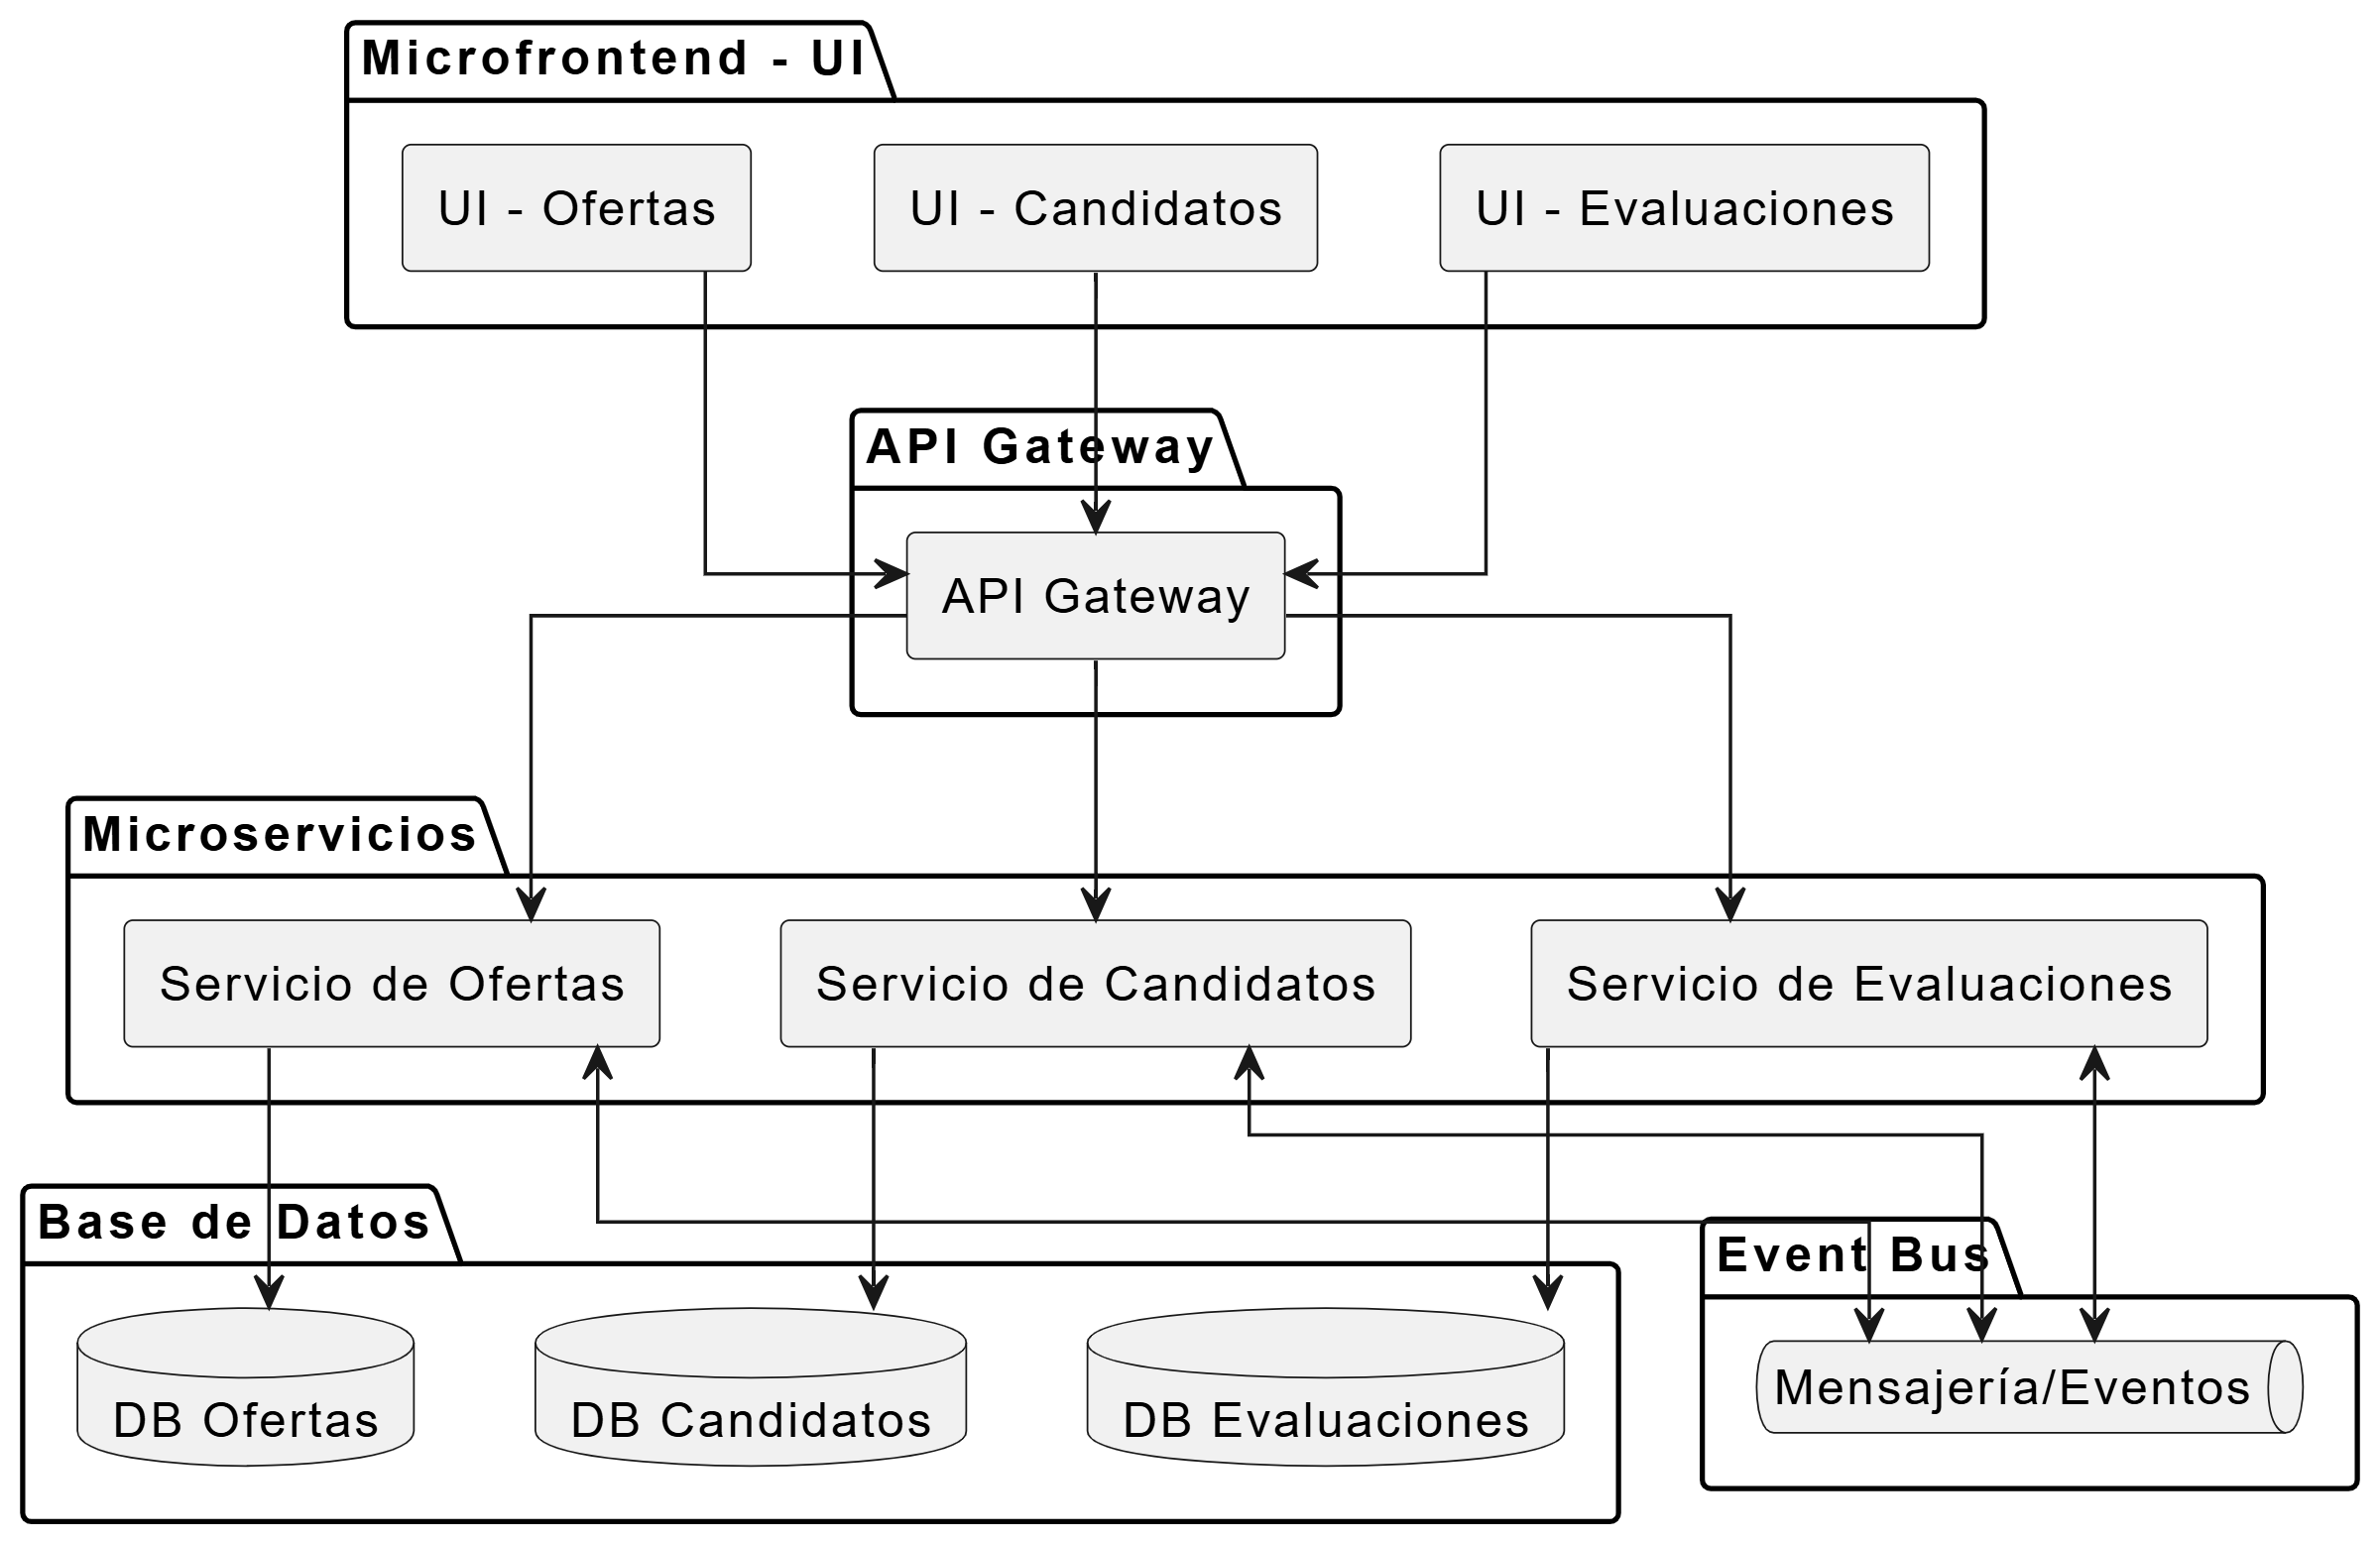 Microfrontend - UI
UI - Ofertas
UI - Candidatos
UI - Evaluaciones
API Gateway
API Gateway
Microservicios
Servicio de Ofertas
Servicio de Candidatos
Servicio de Evaluaciones
Base de Datos
DB Ofertas
DB Candidatos
DB Evaluaciones
Event Bus
Mensajería/Eventos